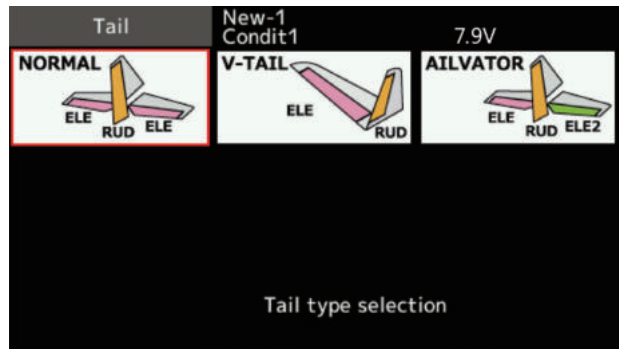 Tail
New-1
Condit1
7.9V
NORMAL
ELE
RUD
ELE
V-TAIL
ELE
RUD
AILVATOR
ELE
RUD
ELE2
Tail type selection